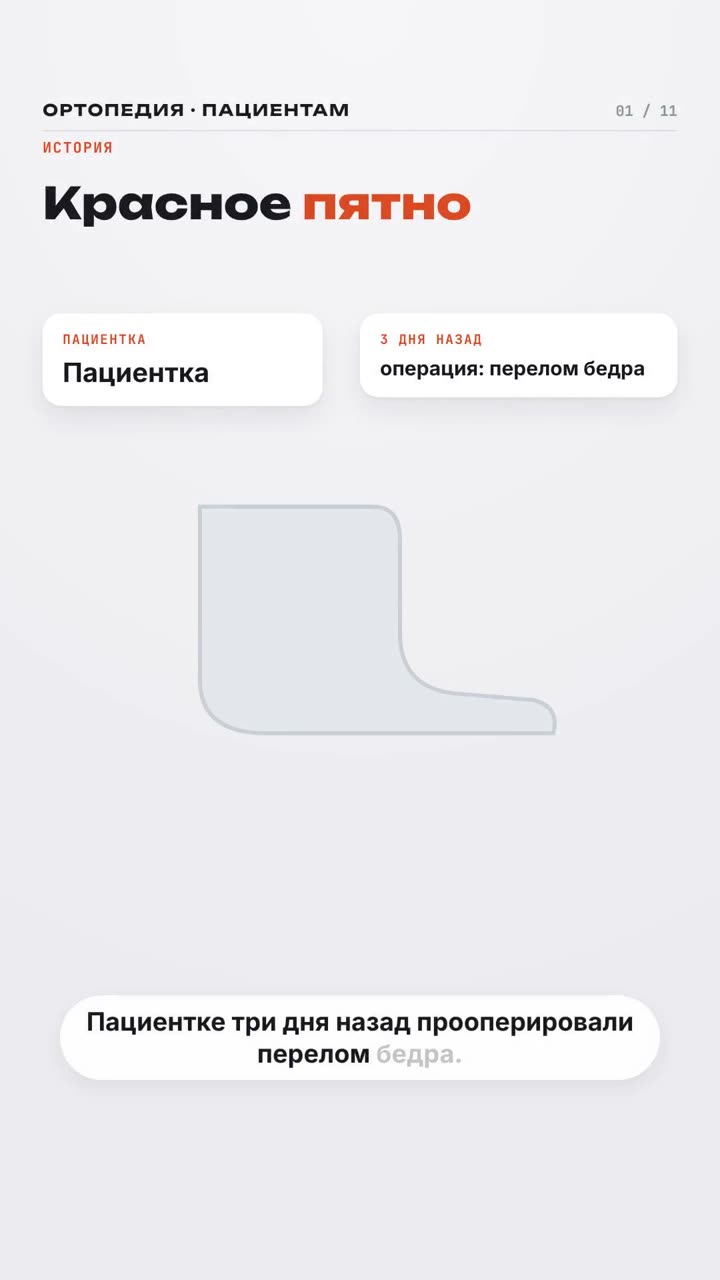 ОРТОПЕДИЯ · ПАЦИЕНТАМ
01 / 11
ИСТОРИЯ
Красное пятно
ПАЦИЕНТКА
Пациентка
3 ДНЯ НАЗАД
операция: перелом бедра
Пациентке три дня назад прооперировали
перелом бедра.